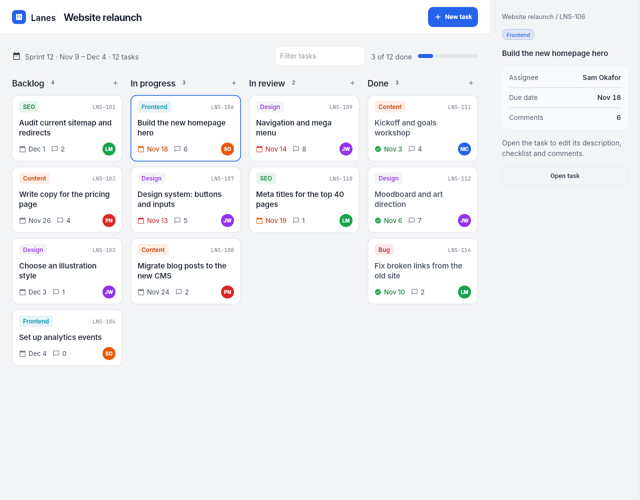 Lanes Website relaunch
+ New task
Sprint 12 · Nov 9 – Dec 4 · 12 tasks
Filter tasks
3 of 12 done
Backlog 4 +
SEO LNS-101
Audit current sitemap and
redirects
Dec 1 2 LM
Content LNS-102
Write copy for the pricing
page
Nov 26 4 PN
Design LNS-103
Choose an illustration
style
Dec 3 1 JW
Frontend LNS-104
Set up analytics events
Dec 4 0 SO
In progress 3 +
Frontend LNS-106
Build the new homepage
hero
Nov 18 6 SO
Design LNS-107
Design system: buttons
and inputs
Nov 13 5 JW
Content LNS-108
Migrate blog posts to the
new CMS
Nov 24 2 PN
In review 2 +
Design LNS-109
Navigation and mega
menu
Nov 14 8 JW
SEO LNS-110
Meta titles for the top 40
pages
Nov 19 1 LM
Done 3 +
Content LNS-111
Kickoff and goals
workshop
Nov 3 4 MC
Design LNS-112
Moodboard and art
direction
Nov 6 7 JW
Bug LNS-114
Fix broken links from the
old site
Nov 10 2 LM
Website relaunch / LNS-106
Frontend
Build the new homepage hero
Assignee Sam Okafor
Due date Nov 18
Comments 6
Open the task to edit its description,
checklist and comments.
Open task